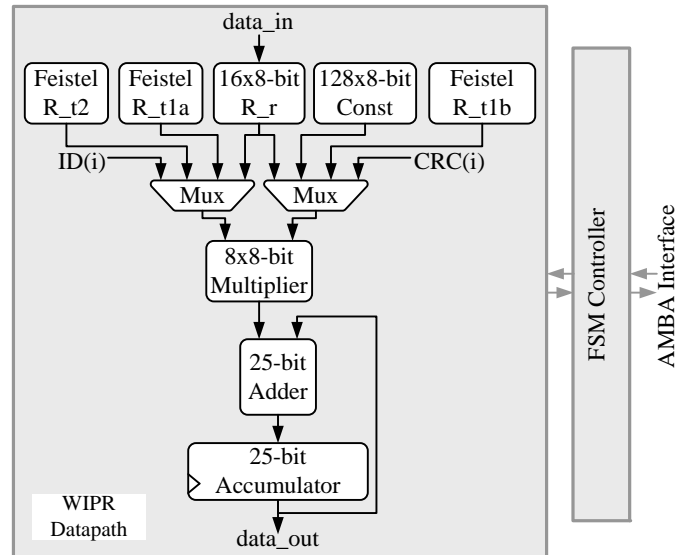 data_in
Feistel
R_t2
Feistel
R_t1a
16x8-bit
R_r
128x8-bit
Const
Feistel
R_t1b
ID(i)
CRC(i)
Mux
Mux
8x8-bit
Multiplier
25-bit
Adder
25-bit
Accumulator
WIPR
Datapath
data_out
FSM Controller
AMBA Interface